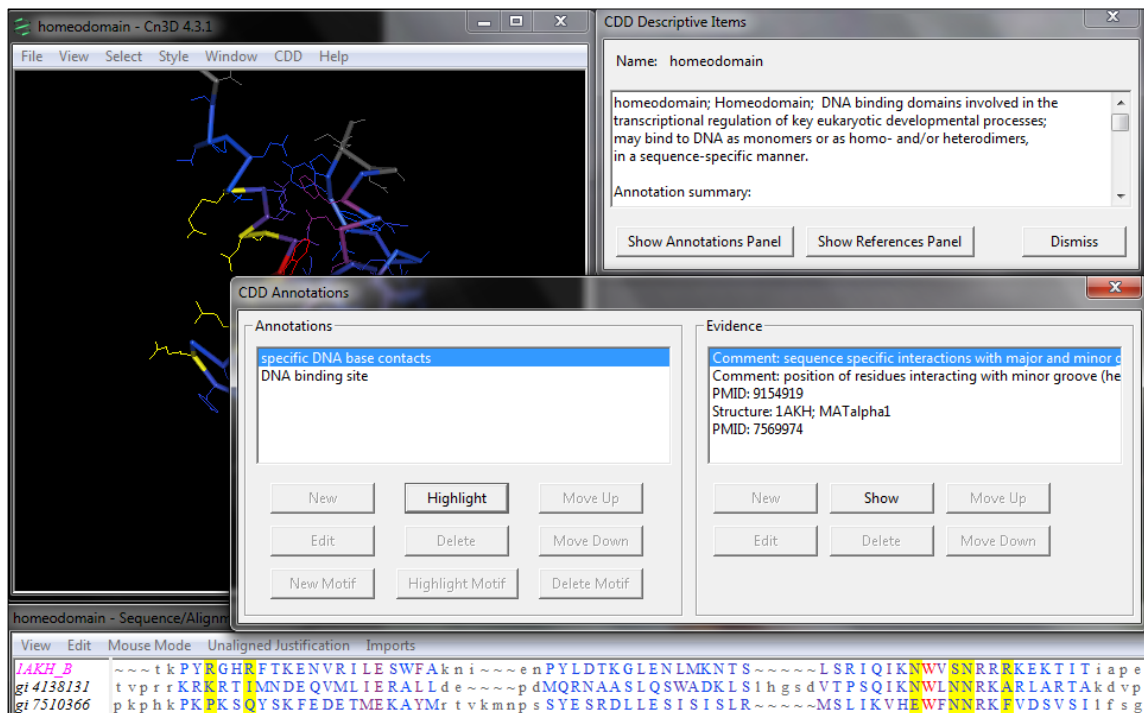 homeodomain - Cn3D 4.3.1
File View Select Style Window CDD Help
CDD Descriptive Items
Name: homeodomain
homeodomain; Homeodomain; DNA binding domains involved in the
transcriptional regulation of key eukaryotic developmental processes;
may bind to DNA as monomers or as homo- and/or heterodimers,
in a sequence-specific manner.
Annotation summary:
Show Annotations Panel Show References Panel Dismiss
CDD Annotations
Annotations
specific DNA base contacts
DNA binding site
New Highlight Move Up
Edit Delete Move Down
New Motif Highlight Motif Delete Motif
Evidence
Comment: sequence specific interactions with major and minor
Comment: position of residues interacting with minor groove (he
PMID: 9154919
Structure: 1AKH; MATalpha1
PMID: 7569974
New Show Move Up
Edit Delete Move Down
homeodomain - Sequence/Alignm
View Edit Mouse Mode Unaligned Justification Imports
1AKH_B ~~~tkPYRGHRFTKENVRILESWFAkni~~~enPYLDTKGLENLMKNTS~~~~~LSRIQIKNWVSNRRRKEKTITiape
gi 4138131 tvprrKRKRTIMNDEQVMLIERALLde~~~~pdMQRNAASLQSWADKLSlhgsdVTPSQIKNWLNNRKARLARTAkdvp
gi 7510366 pkphkPKPKSQYSKFEDETMEKAYMrtvkmnpsSYESRDLLESISISLR~~~~~MSLIKVHEWFNNRKFVDSVSIlfsg